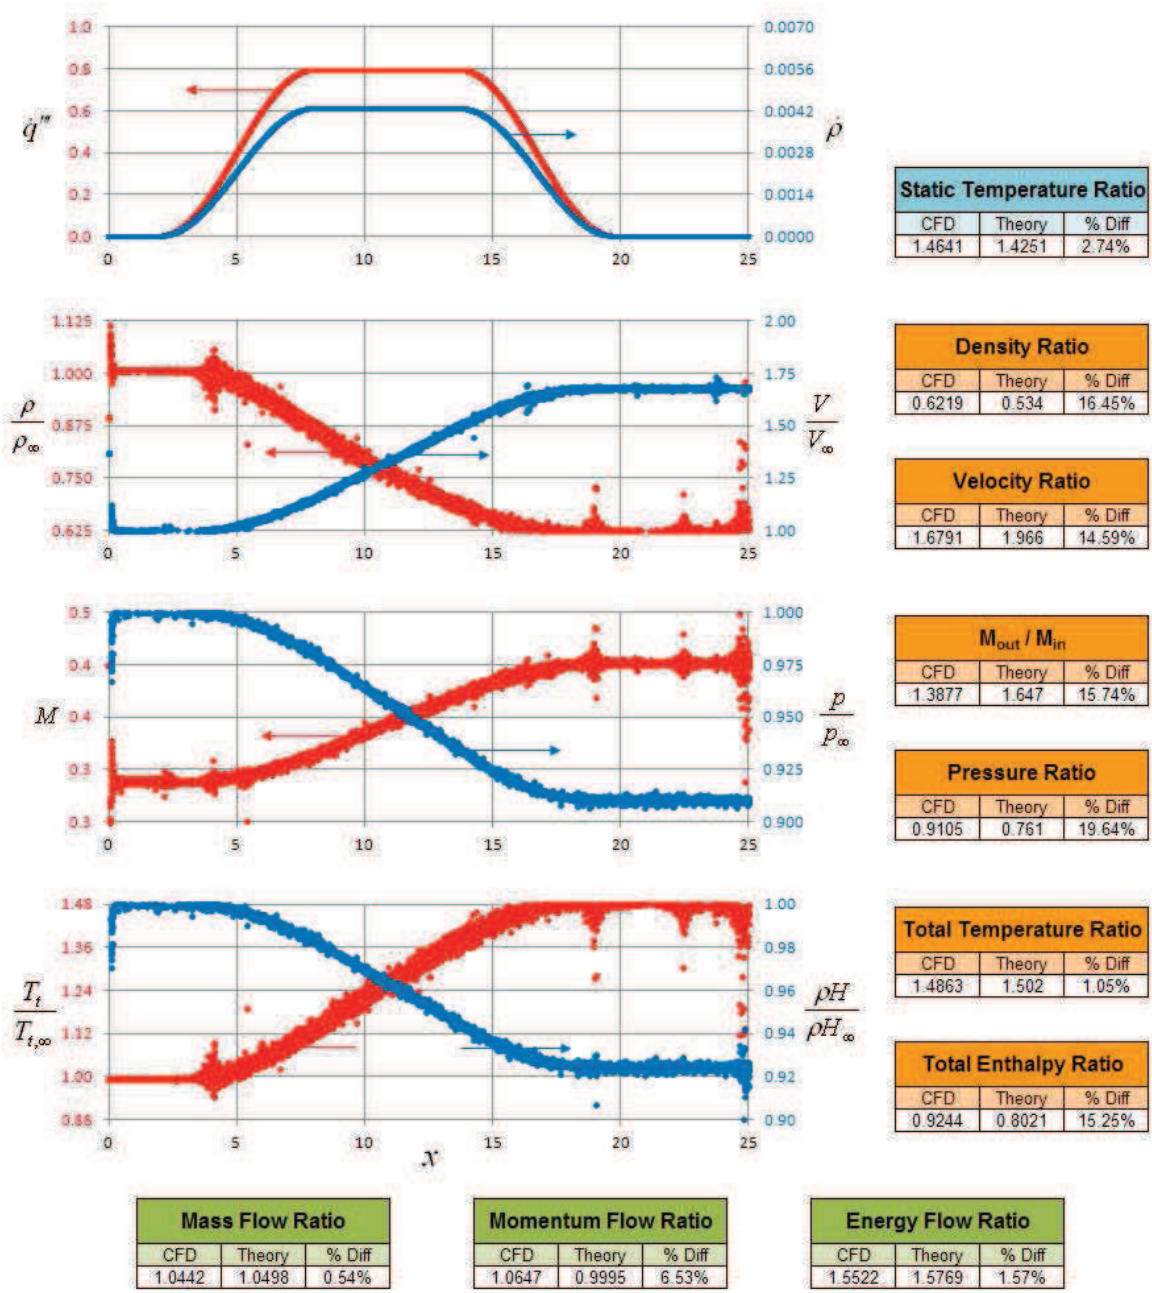 1.0
0.8
0.6
0.4
0.2
0.0
q̇'''
0.0070
0.0056
0.0042
0.0028
0.0014
0.0000
ρ̇
0 5 10 15 20 25
Static Temperature Ratio
CFD Theory % Diff
1.4641 1.4251 2.74%
1.125
1.000
0.875
0.750
0.625
ρ
ρ∞
2.00
1.75
1.50
1.25
1.00
V
V∞
0 5 10 15 20 25
Density Ratio
CFD Theory % Diff
0.6219 0.534 16.45%
Velocity Ratio
CFD Theory % Diff
1.6791 1.966 14.59%
0.5
0.4
0.4
0.3
0.3
M
1.000
0.975
0.950
0.925
0.900
p
p∞
0 5 10 15 20 25
Mout / Min
CFD Theory % Diff
1.3877 1.647 15.74%
Pressure Ratio
CFD Theory % Diff
0.9105 0.761 19.64%
1.48
1.36
1.24
1.12
1.00
0.88
Tt
Tt,∞
1.00
0.98
0.96
0.94
0.92
0.90
ρH
ρH∞
0 5 10 15 20 25
x
Total Temperature Ratio
CFD Theory % Diff
1.4863 1.502 1.05%
Total Enthalpy Ratio
CFD Theory % Diff
0.9244 0.8021 15.25%
Mass Flow Ratio
CFD Theory % Diff
1.0442 1.0498 0.54%
Momentum Flow Ratio
CFD Theory % Diff
1.0647 0.9995 6.53%
Energy Flow Ratio
CFD Theory % Diff
1.5522 1.5769 1.57%